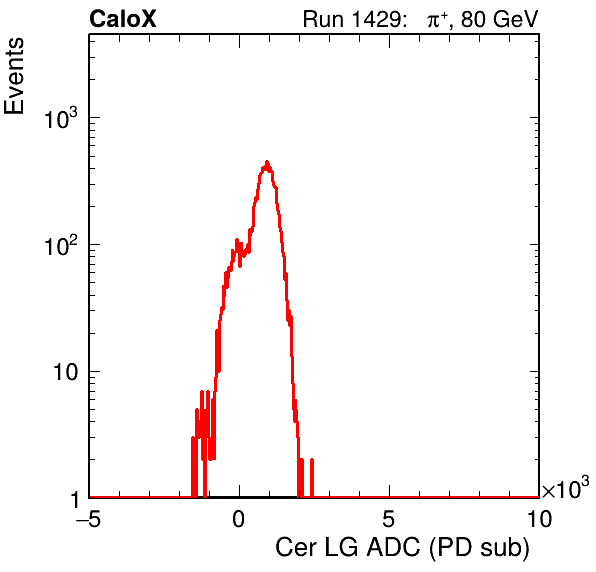 CaloX Run 1429: π⁺, 80 GeV
Events
10³
10²
10
1
−5 0 5 10
×10³
Cer LG ADC (PD sub)